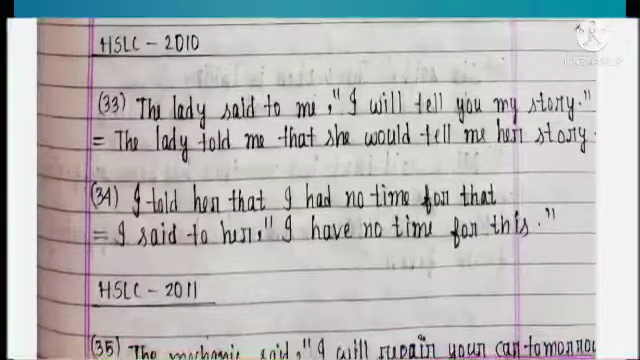 HSLC - 2010
(33) The lady said to me, "I will tell you my story."
= The lady told me that she would tell me her story.
(34) I told her that I had no time for that
= I said to her, "I have no time for this."
HSLC - 2011
(35) The mechanic said, "I will repair your car tomorrow